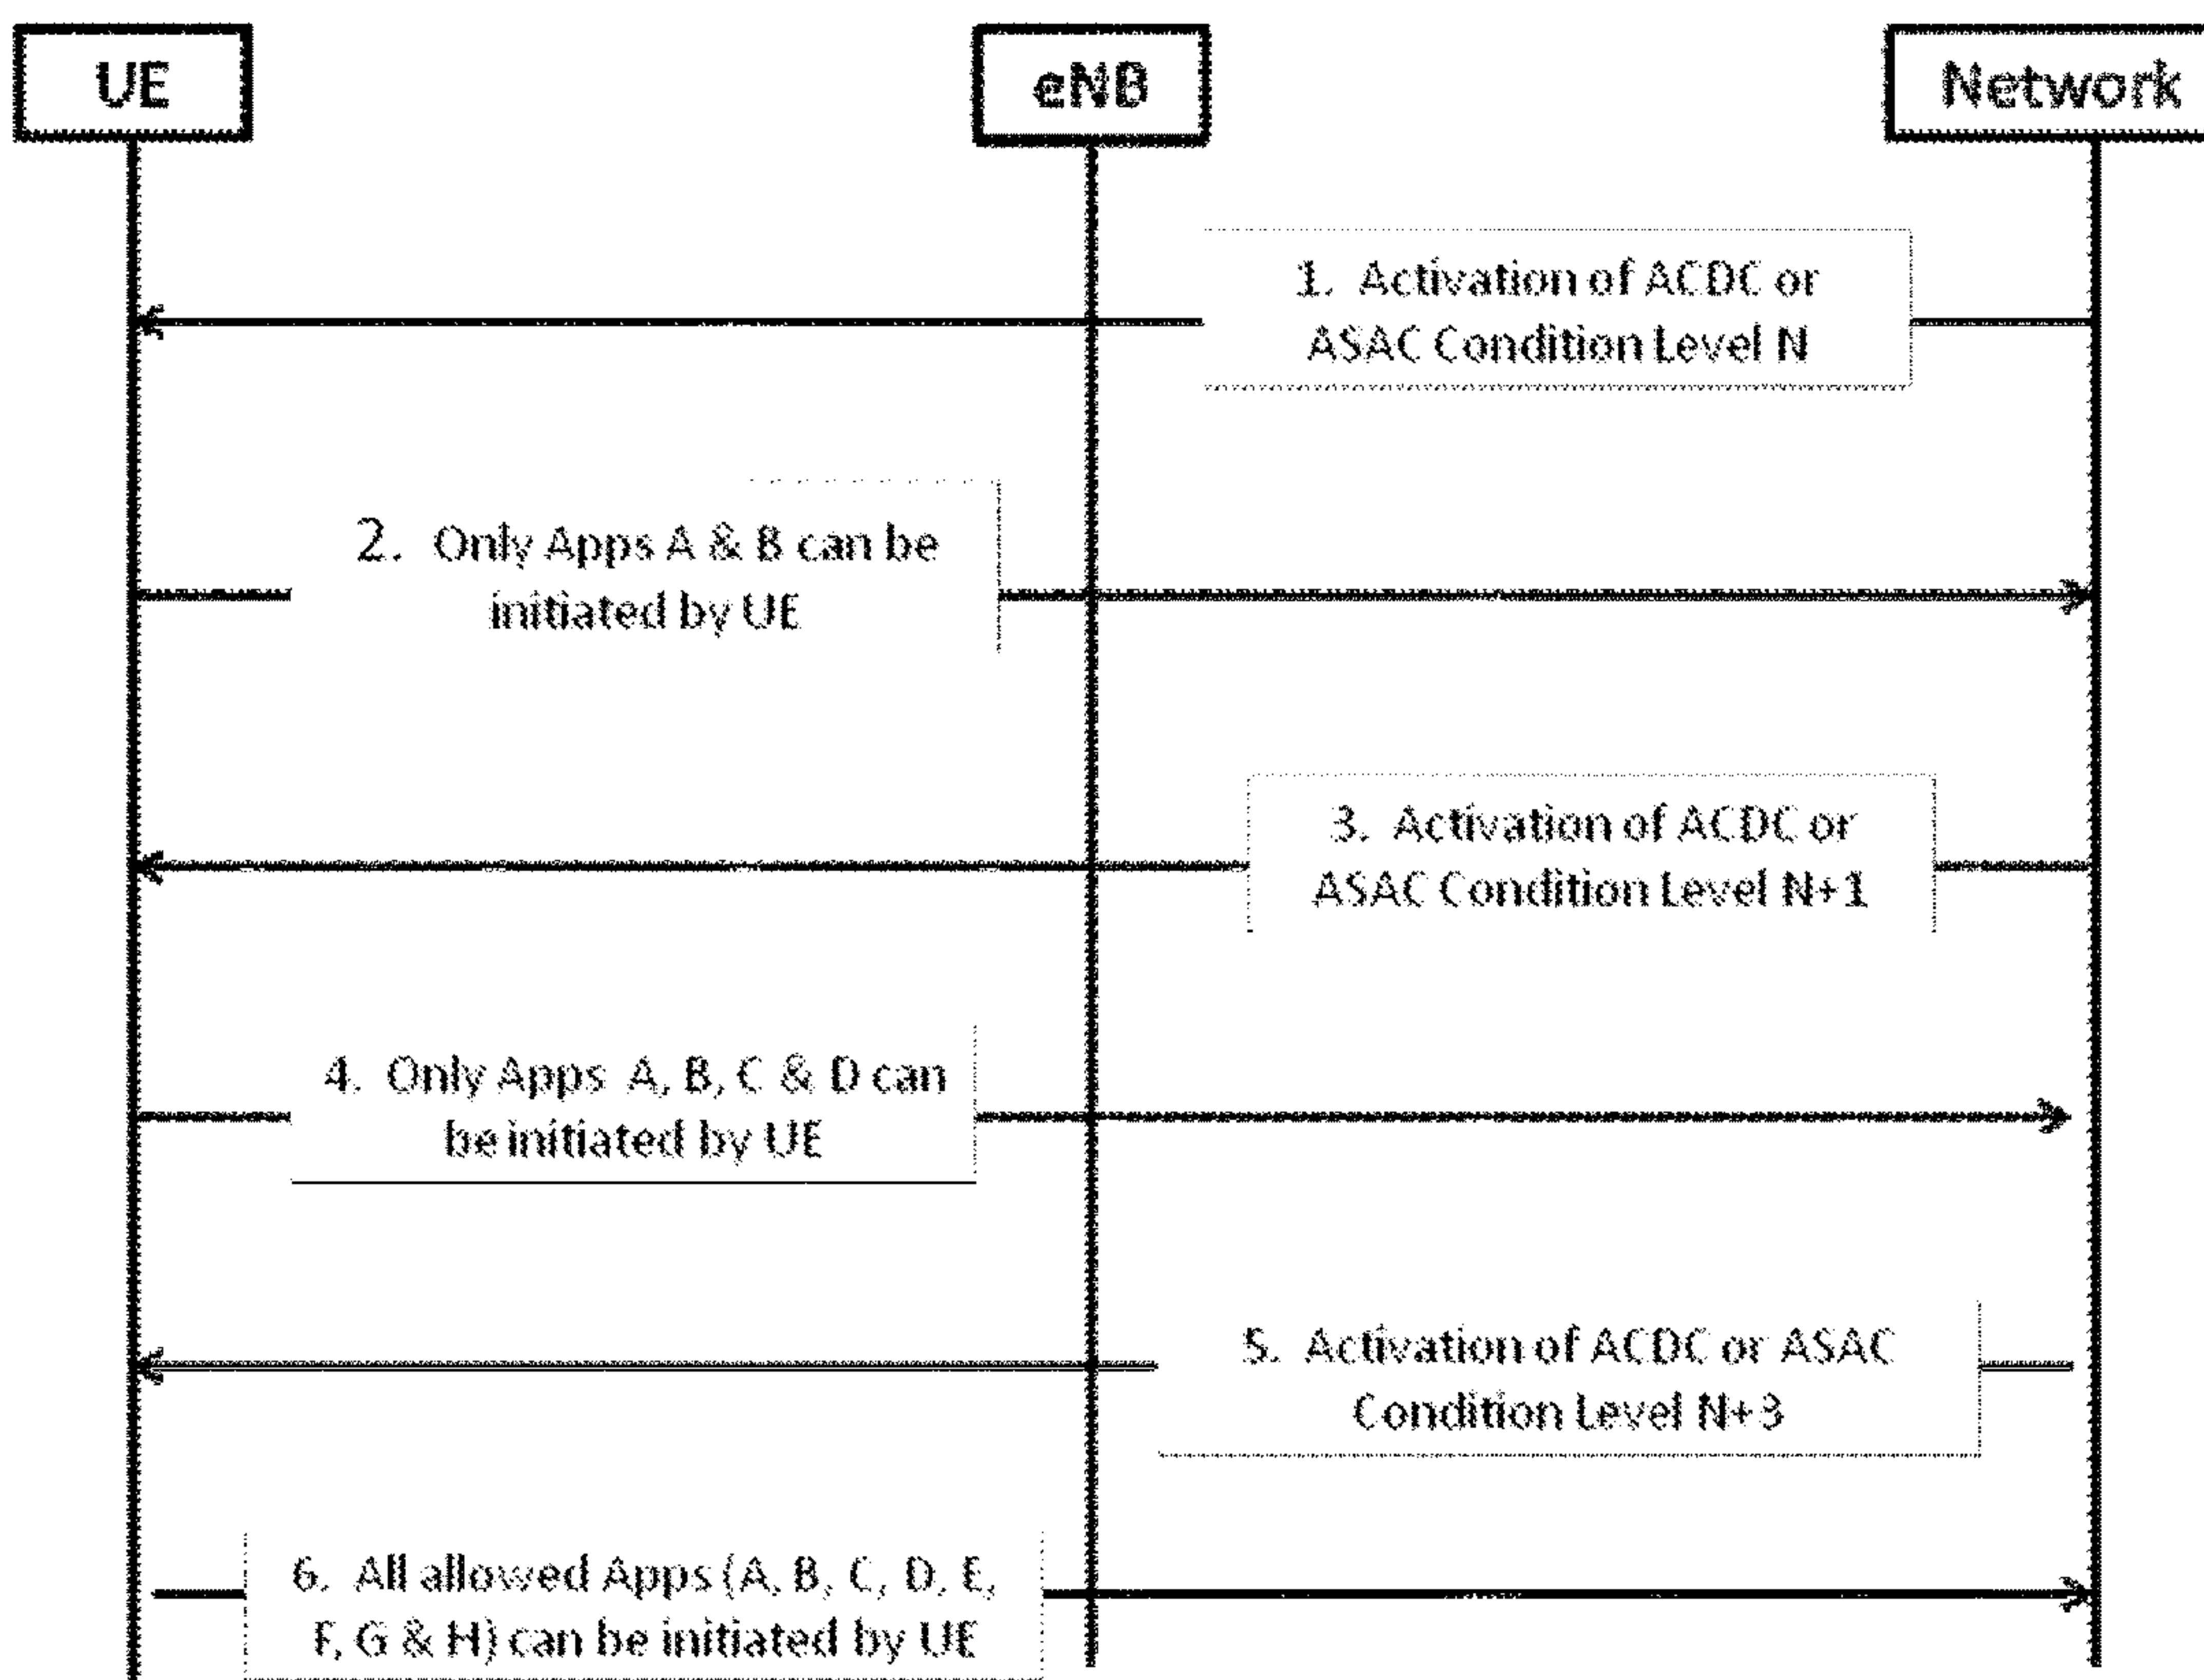 UE
eNB
Network
1. Activation of ACDC or
ASAC Condition Level N
2. Only Apps A & B can be
initiated by UE
3. Activation of ACDC or
ASAC Condition Level N+1
4. Only Apps A, B, C & D can
be initiated by UE
5. Activation of ACDC or ASAC
Condition Level N+3
6. All allowed Apps (A, B, C, D, E,
F, G & H) can be initiated by UE